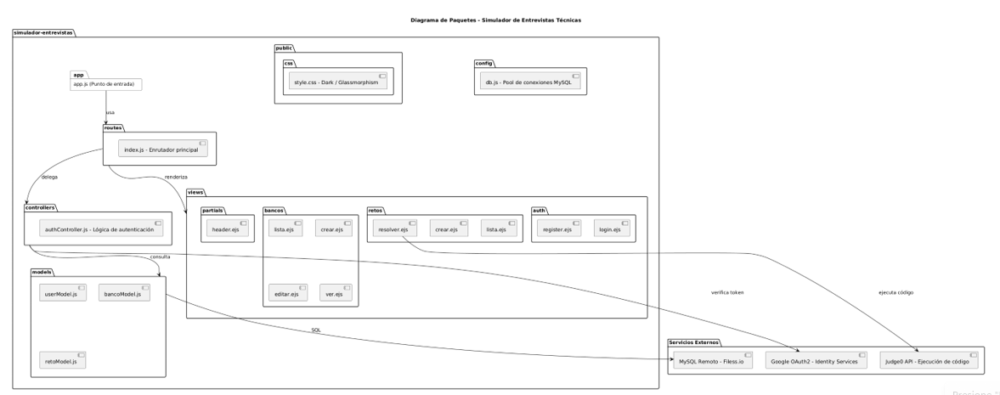 Diagrama de Paquetes - Simulador de Entrevistas Técnicas
simulador-entrevistas
public
css
style.css - Dark / Glassmorphism
config
db.js - Pool de conexiones MySQL
app
app.js (Punto de entrada)
usa
routes
index.js - Enrutador principal
delega
renderiza
controllers
authController.js - Lógica de autenticación
consulta
views
partials
header.ejs
bancos
lista.ejs
crear.ejs
editar.ejs
ver.ejs
retos
resolver.ejs
crear.ejs
lista.ejs
auth
register.ejs
login.ejs
models
userModel.js
bancoModel.js
retoModel.js
SQL
verifica token
ejecuta código
Servicios Externos
MySQL Remoto - Filess.io
Google OAuth2 - Identity Services
Judge0 API - Ejecución de código